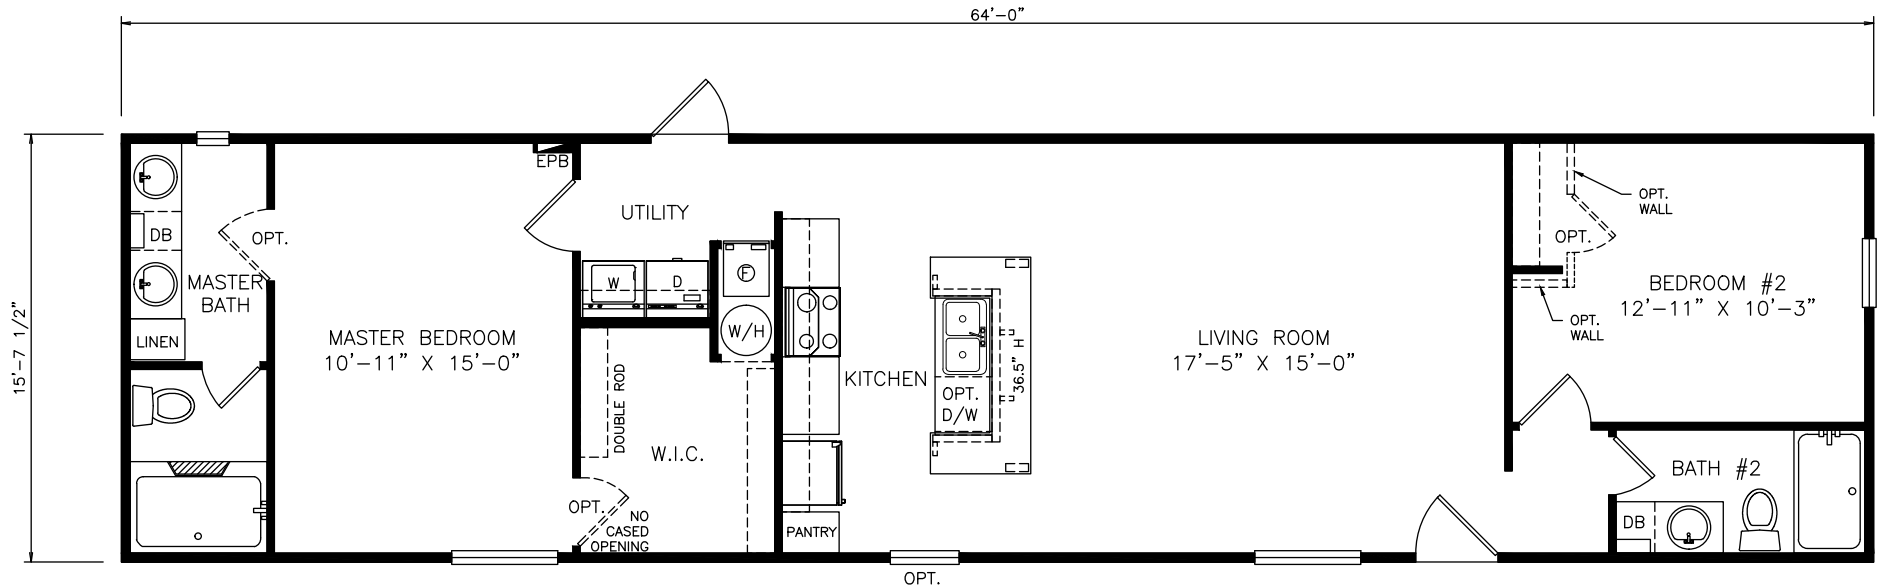 64'-0"
15'-7 1/2"
DB
OPT.
MASTER
BATH
LINEN
EPB
MASTER BEDROOM
10'-11" X 15'-0"
UTILITY
W
D
F
W/H
DOUBLE ROD
W.I.C.
OPT.
NO
CASED
OPENING
KITCHEN
OPT.
D/W
36.5" H
PANTRY
OPT.
LIVING ROOM
17'-5" X 15'-0"
OPT.
WALL
OPT.
OPT.
WALL
BEDROOM #2
12'-11" X 10'-3"
BATH #2
DB